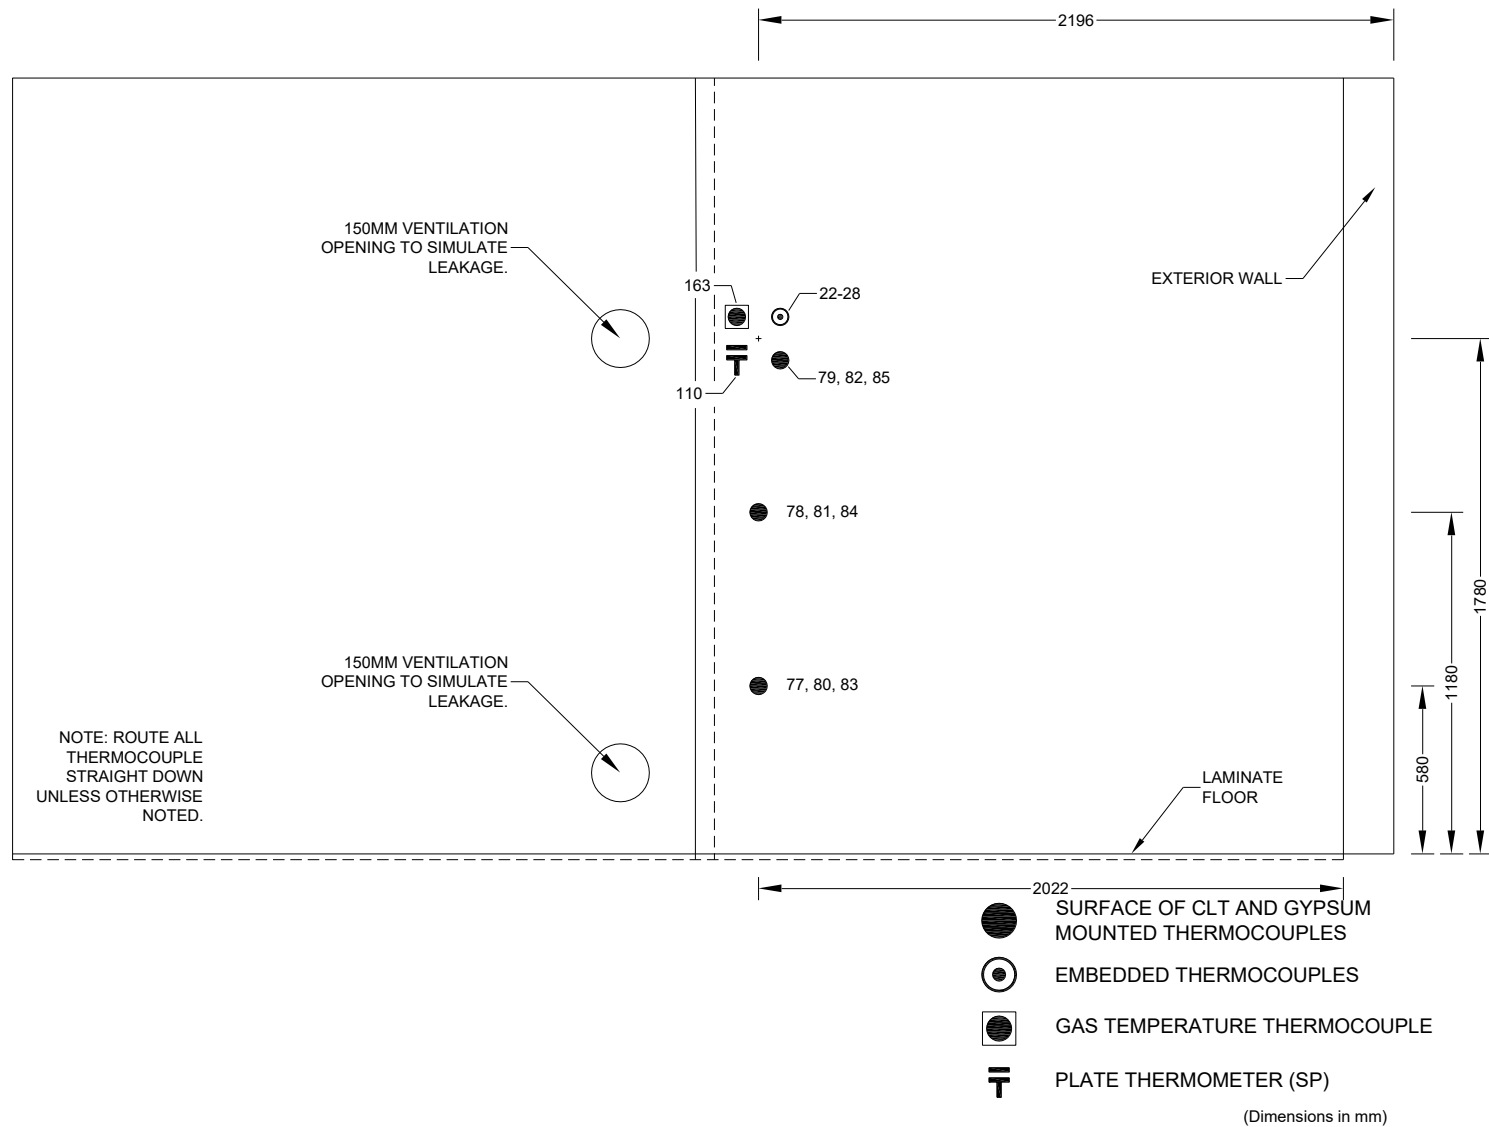 2196
150MM VENTILATION
OPENING TO SIMULATE
LEAKAGE.
EXTERIOR WALL
163
22-28
79, 82, 85
110
78, 81, 84
1780
77, 80, 83
1180
580
150MM VENTILATION
OPENING TO SIMULATE
LEAKAGE.
NOTE: ROUTE ALL
THERMOCOUPLE
STRAIGHT DOWN
UNLESS OTHERWISE
NOTED.
LAMINATE
FLOOR
2022
SURFACE OF CLT AND GYPSUM
MOUNTED THERMOCOUPLES
EMBEDDED THERMOCOUPLES
GAS TEMPERATURE THERMOCOUPLE
PLATE THERMOMETER (SP)
(Dimensions in mm)